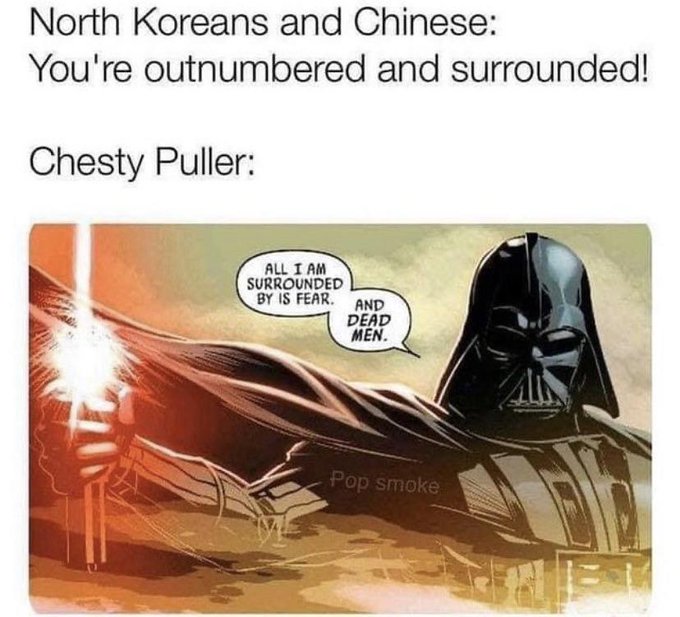 North Koreans and Chinese:
You're outnumbered and surrounded!
Chesty Puller:
ALL I AM
SURROUNDED
BY IS FEAR.
AND
DEAD
MEN.
Pop smoke